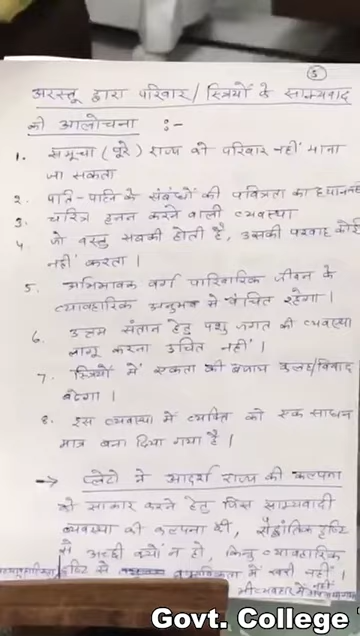 5
अरस्तू द्वारा परिवार/स्त्रियों के साम्यवाद
की आलोचना :-
1. समूचा (पूरे) राज्य को परिवार नहीं माना
जा सकता
2. पति-पत्नि के संबंधों की पवित्रता का ध्यान नहीं
3. चरित्र हनन करने वाली व्यवस्था
4. जो वस्तु सबकी होती है, उसकी परवाह कोई
नहीं करता।
5. अभिभावक वर्ग पारिवारिक जीवन के
व्यावहारिक अनुभव से वंचित रहेगा।
6. उत्तम संतान हेतु पशु जगत की व्यवस्था
लागू करना उचित नहीं।
7. स्त्रियों में एकता की बजाय कलह/विवाद
बढेगा।
8. इस व्यवस्था में व्यक्ति को एक साधन
मात्र बना दिया गया है।
→ प्लेटो ने आदर्श राज्य की कल्पना
को साकार करने हेतु जिस साम्यवादी
व्यवस्था की कल्पना की, सैद्धांतिक दृष्टि
से अच्छी क्यों न हो, किन्तु व्यावहारिक
दृष्टि से में खरी नहीं।
Govt. College